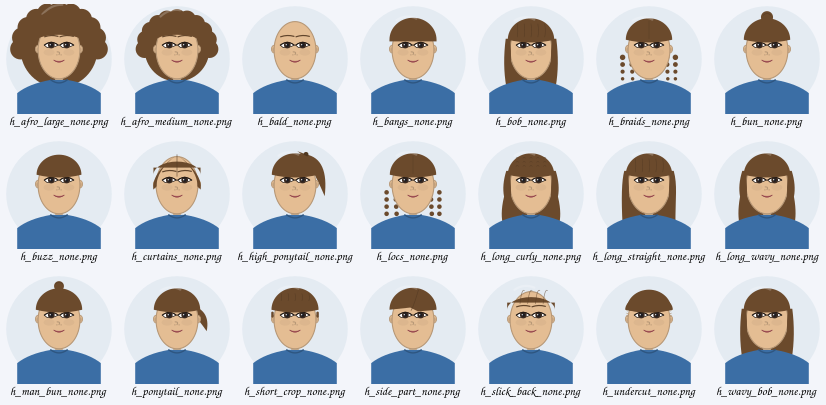 h_afro_large_none.png h_afro_medium_none.png h_bald_none.png h_bangs_none.png h_bob_none.png h_braids_none.png h_bun_none.png
h_buzz_none.png h_curtains_none.png h_high_ponytail_none.png h_locs_none.png h_long_curly_none.png h_long_straight_none.png h_long_wavy_none.png
h_man_bun_none.png h_ponytail_none.png h_short_crop_none.png h_side_part_none.png h_slick_back_none.png h_undercut_none.png h_wavy_bob_none.png